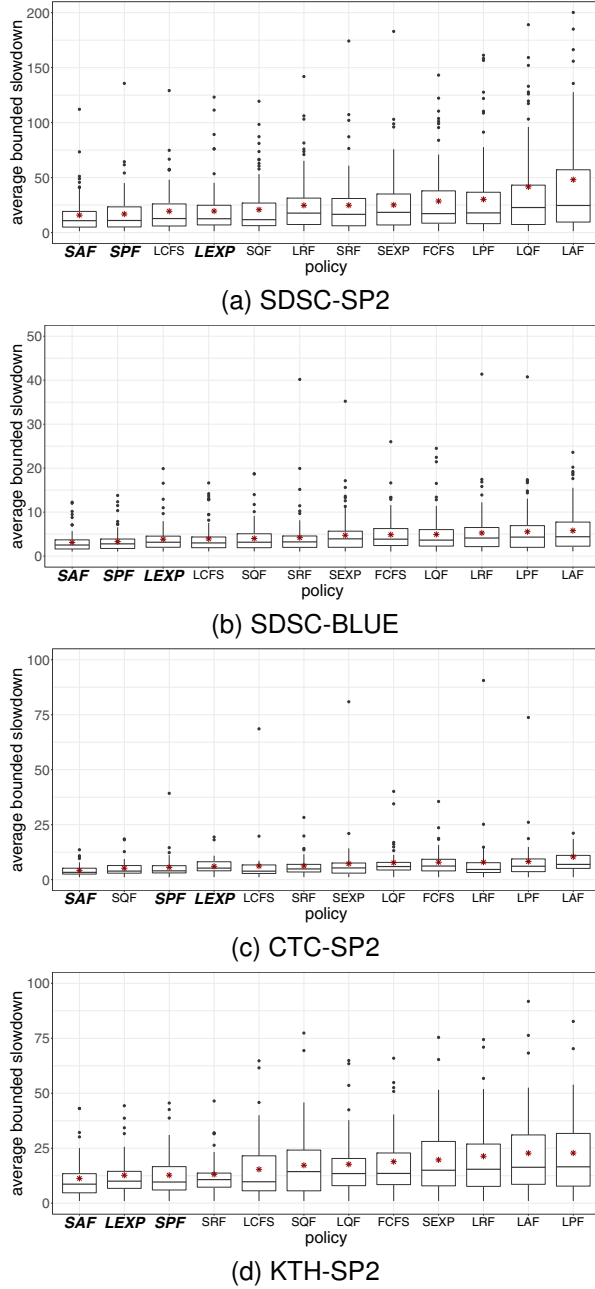 average bounded slowdown
200
150
100
50
25
0
SAF SPF LCFS LEXP SQF LRF SRF SEXP FCFS LPF LQF LAF
policy
(a) SDSC-SP2
average bounded slowdown
50
40
30
20
10
0
SAF SPF LEXP LCFS SQF SRF SEXP FCFS LQF LRF LPF LAF
policy
(b) SDSC-BLUE
average bounded slowdown
100
75
50
25
0
SAF SQF SPF LEXP LCFS SRF SEXP LQF FCFS LRF LPF LAF
policy
(c) CTC-SP2
average bounded slowdown
100
75
50
25
0
SAF LEXP SPF SRF LCFS SQF LQF FCFS SEXP LRF LAF LPF
policy
(d) KTH-SP2